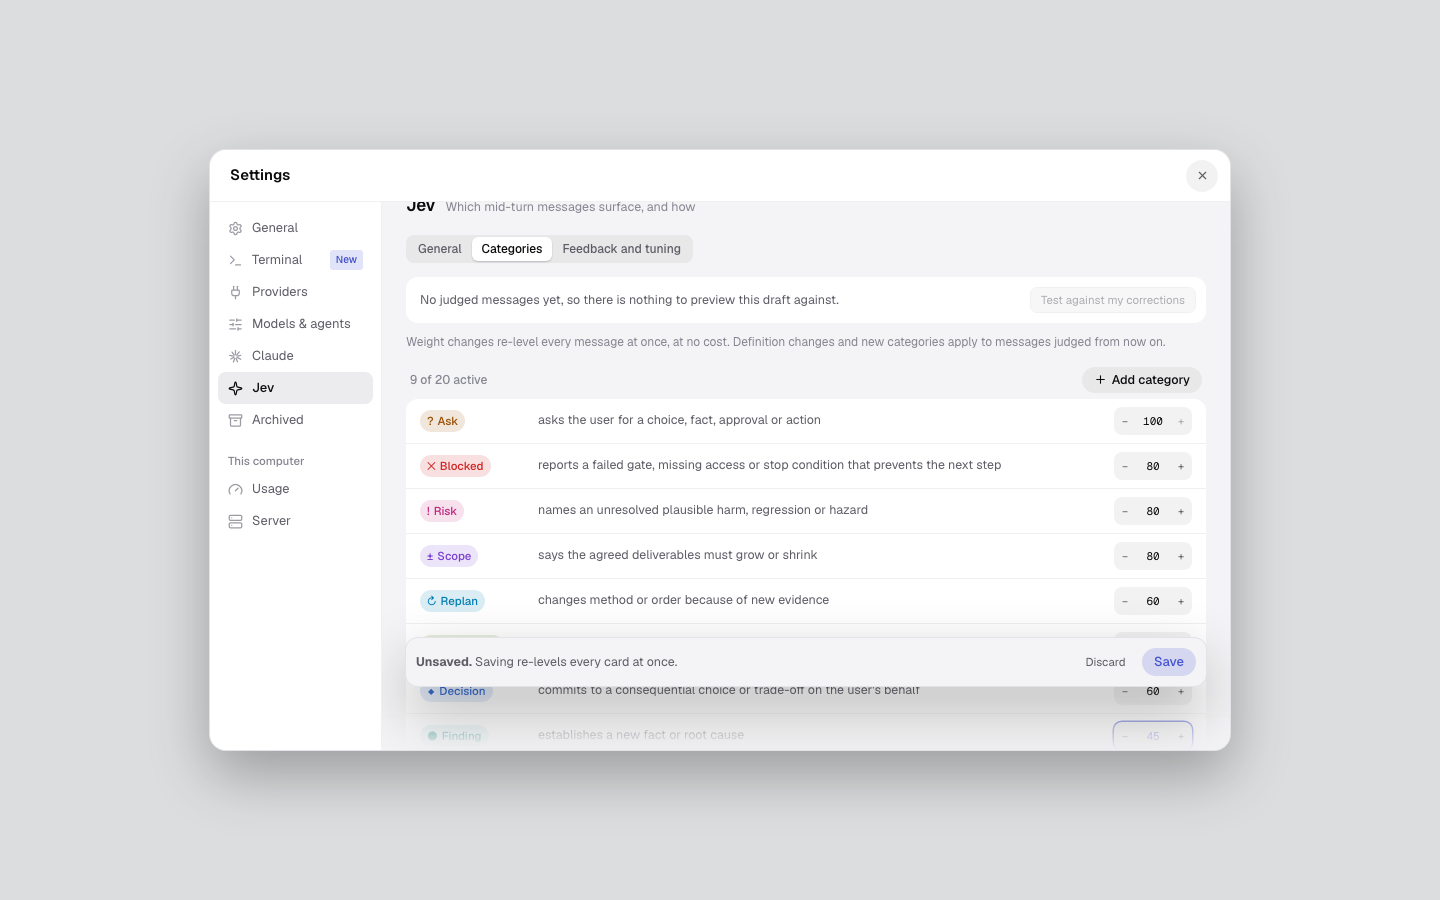 Settings
General
Terminal New
Providers
Models & agents
Claude
Jev
Archived
This computer
Usage
Server
Jev Which mid-turn messages surface, and how
General Categories Feedback and tuning
No judged messages yet, so there is nothing to preview this draft against. Test against my corrections
Weight changes re-level every message at once, at no cost. Definition changes and new categories apply to messages judged from now on.
9 of 20 active + Add category
? Ask asks the user for a choice, fact, approval or action − 100 +
Blocked reports a failed gate, missing access or stop condition that prevents the next step − 80 +
! Risk names an unresolved plausible harm, regression or hazard − 80 +
± Scope says the agreed deliverables must grow or shrink − 80 +
Replan changes method or order because of new evidence − 60 +
Unsaved. Saving re-levels every card at once. Discard Save
Decision commits to a consequential choice or trade-off on the user's behalf − 60 +
Finding establishes a new fact or root cause − 45 +